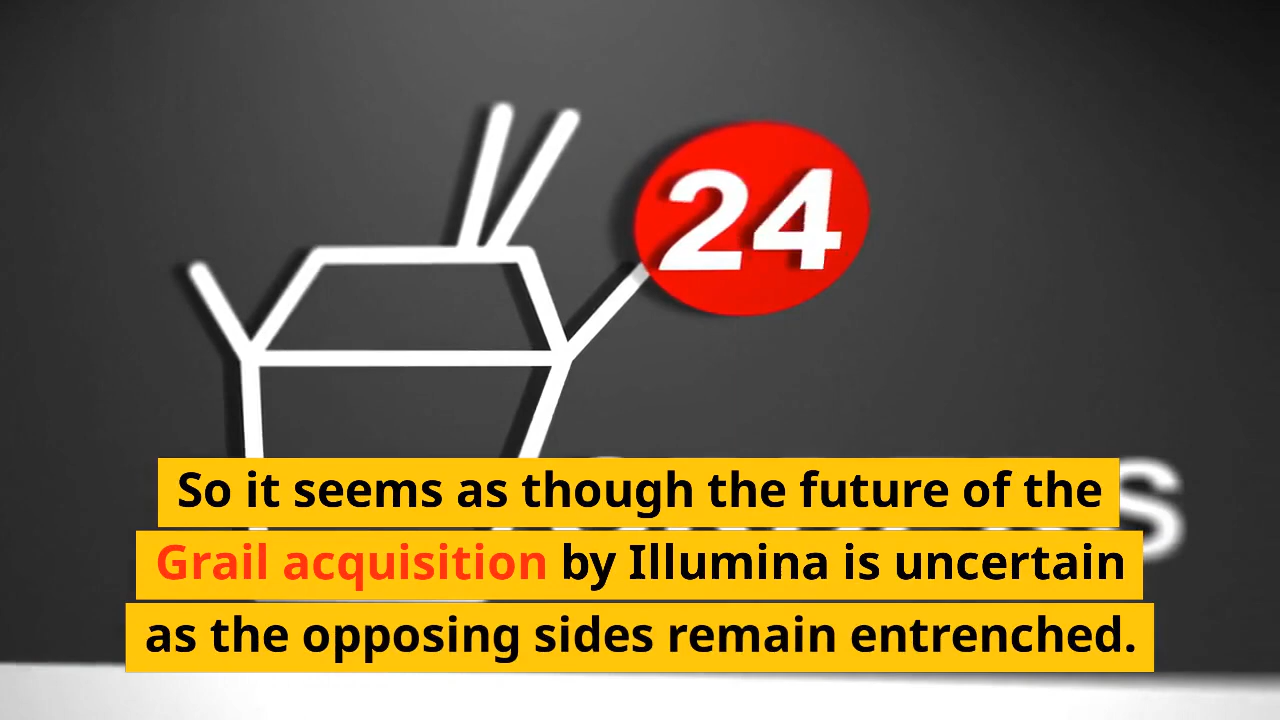 24
So it seems as though the future of the
Grail acquisition by Illumina is uncertain
as the opposing sides remain entrenched.